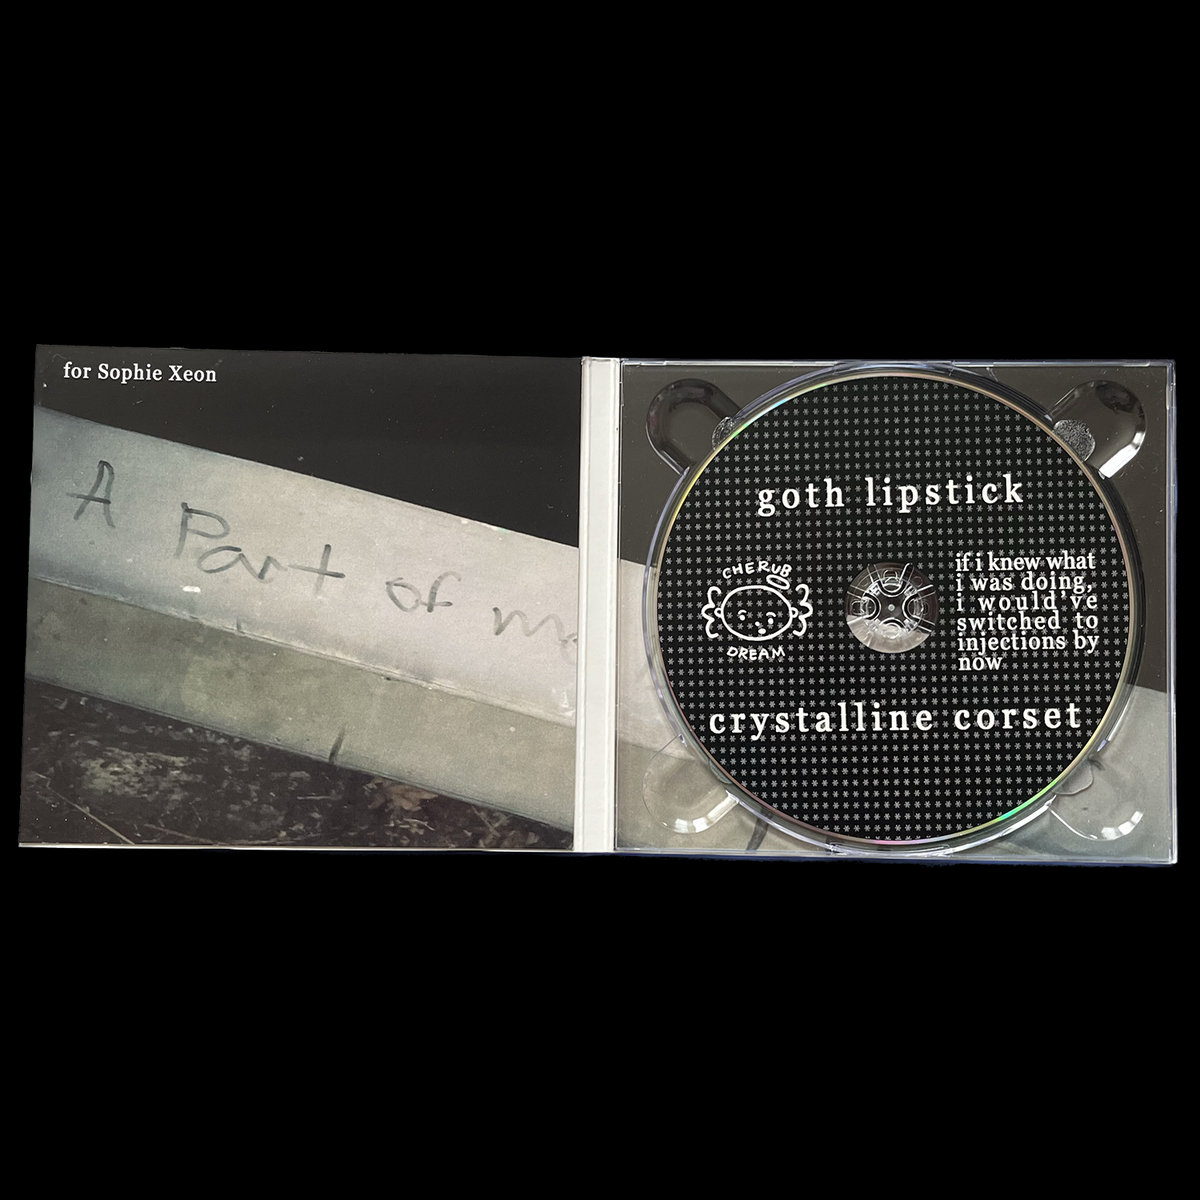 for Sophie Xeon
A Part of me
goth lipstick
CHERUB
DREAM
if i knew what
i was doing,
i would've
switched to
injections by
now
crystalline corset